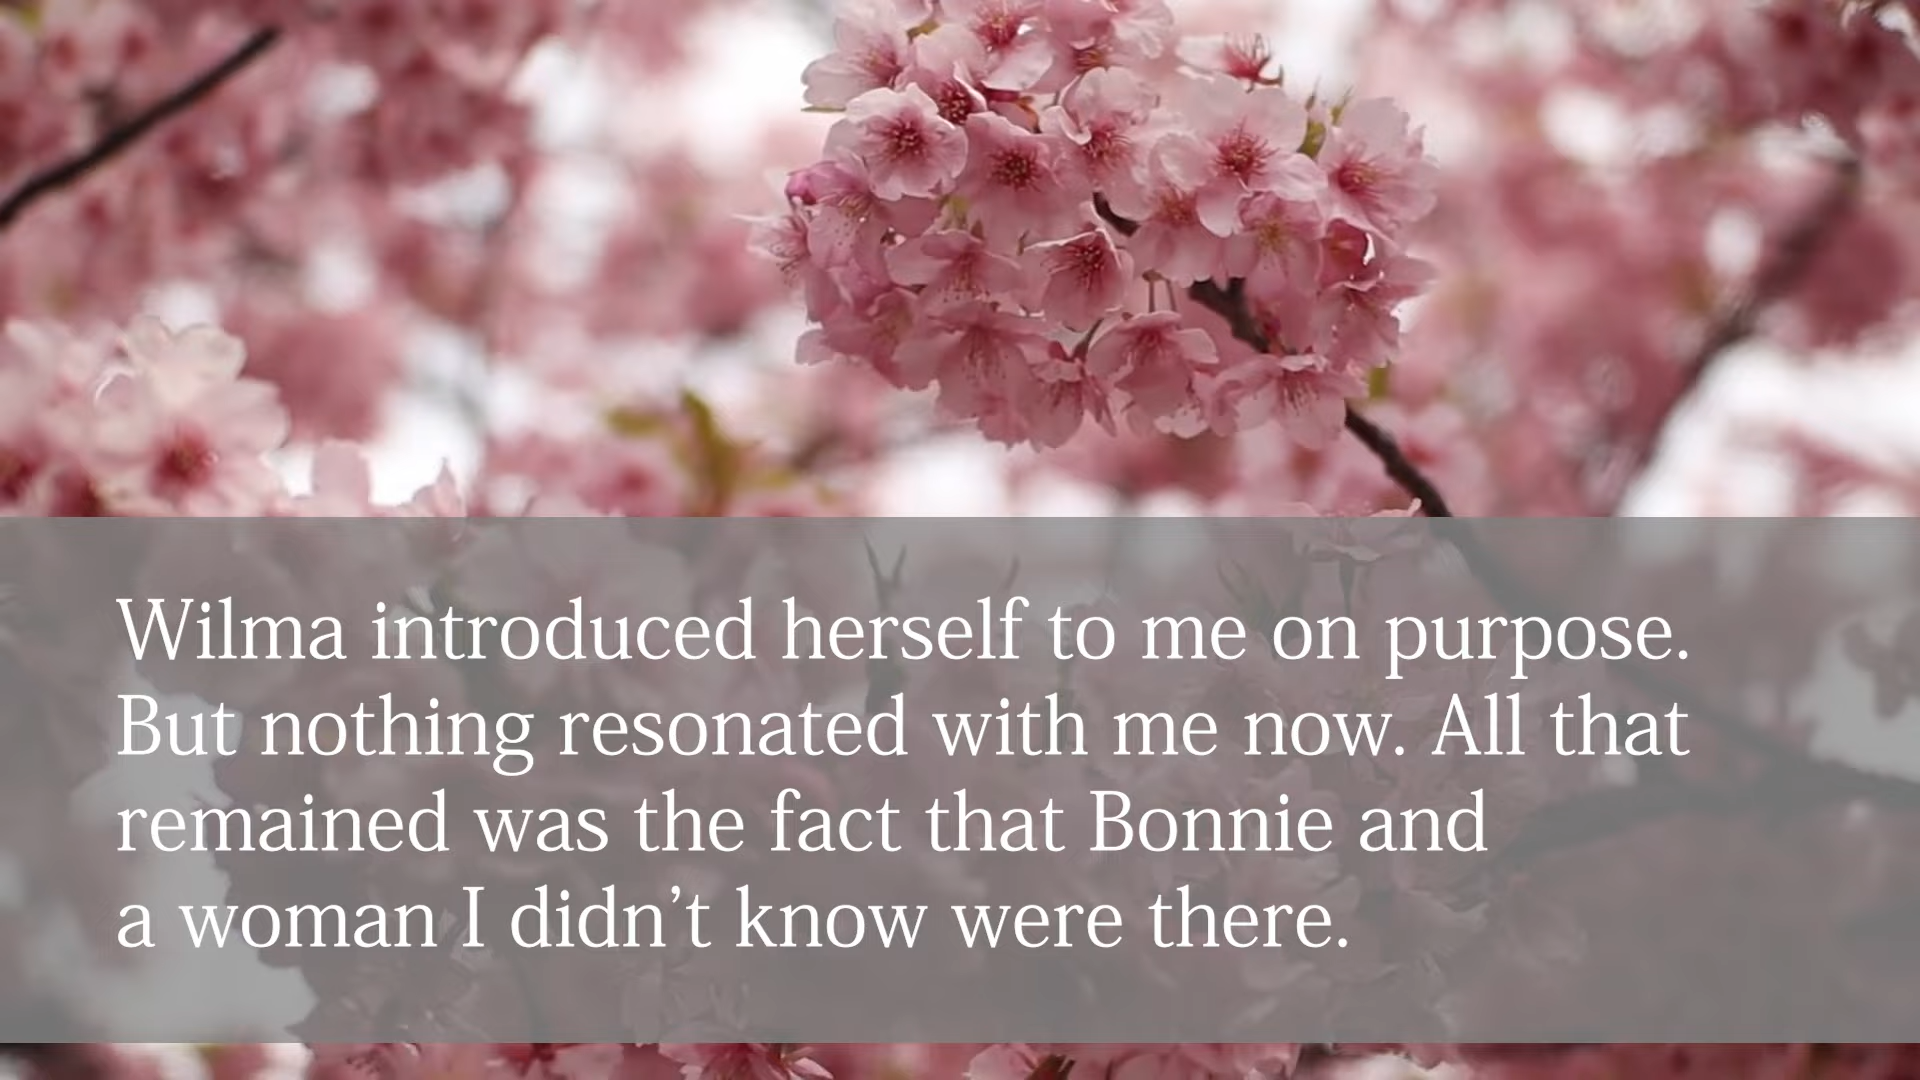 Wilma introduced herself to me on purpose.
But nothing resonated with me now. All that
remained was the fact that Bonnie and
a woman I didn’t know were there.